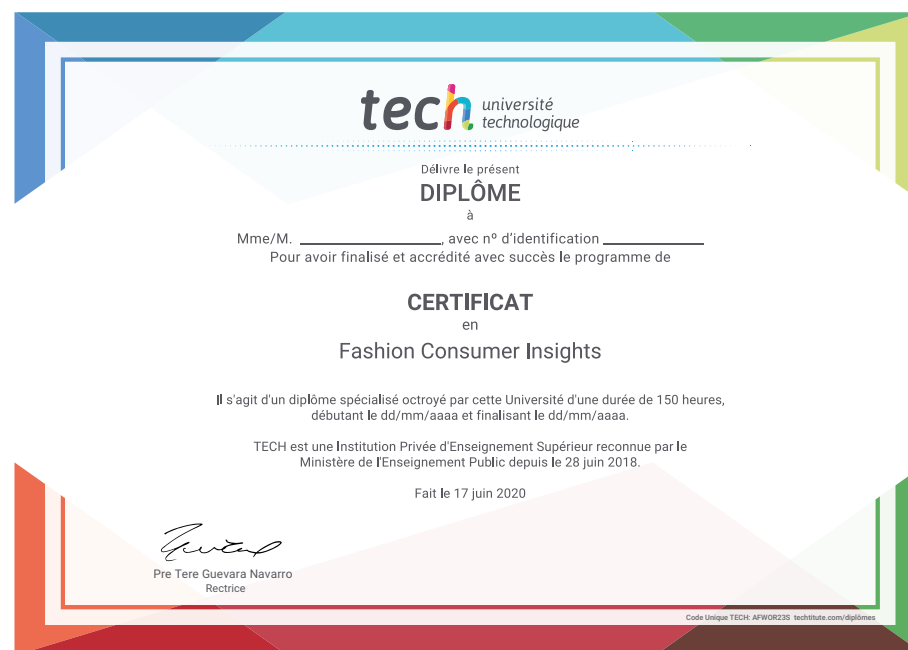 tech université
technologique
Délivre le présent
DIPLÔME
à
Mme/M. ____________________, avec nº d'identification ______________
Pour avoir finalisé et accrédité avec succès le programme de
CERTIFICAT
en
Fashion Consumer Insights
Il s'agit d'un diplôme spécialisé octroyé par cette Université d'une durée de 150 heures,
débutant le dd/mm/aaaa et finalisant le dd/mm/aaaa.
TECH est une Institution Privée d'Enseignement Supérieur reconnue par le
Ministère de l'Enseignement Public depuis le 28 juin 2018.
Fait le 17 juin 2020
Pre Tere Guevara Navarro
Rectrice
Code Unique TECH: AFWOR23S techtitute.com/diplômes